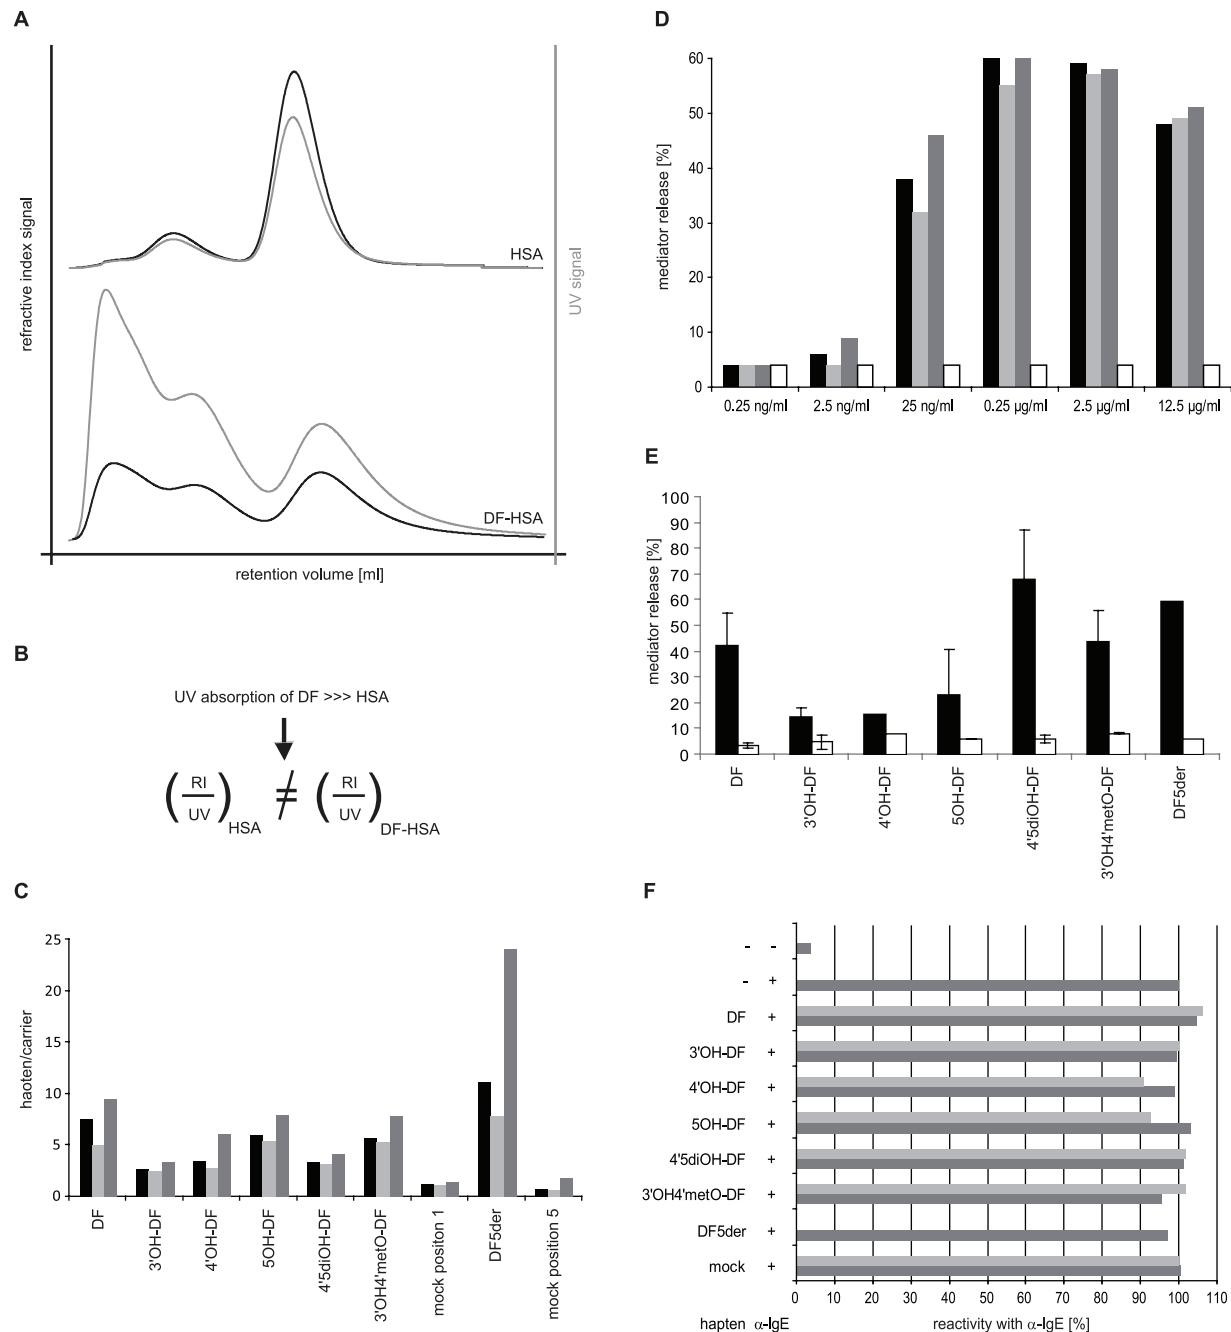 A
refractive index signal
UV signal
HSA
DF-HSA
retention volume [ml]
B
UV absorption of DF >>> HSA
( RI / UV ) HSA ≠ ( RI / UV ) DF-HSA
C
haoten/carrier
25
20
15
10
5
0
DF
3'OH-DF
4'OH-DF
5OH-DF
4'5diOH-DF
3'OH4'metO-DF
mock positon 1
DF5der
mock position 5
D
mediator release [%]
60
50
40
30
20
10
0
0.25 ng/ml 2.5 ng/ml 25 ng/ml 0.25 µg/ml 2.5 µg/ml 12.5 µg/ml
E
mediator release [%]
100
90
80
70
60
50
40
30
20
10
0
DF
3'OH-DF
4'OH-DF
5OH-DF
4'5diOH-DF
3'OH4'metO-DF
DF5der
F
- -
- +
DF +
3'OH-DF +
4'OH-DF +
5OH-DF +
4'5diOH-DF +
3'OH4'metO-DF +
DF5der +
mock +
0 10 20 30 40 50 60 70 80 90 100 110
hapten α-IgE reactivity with α-IgE [%]